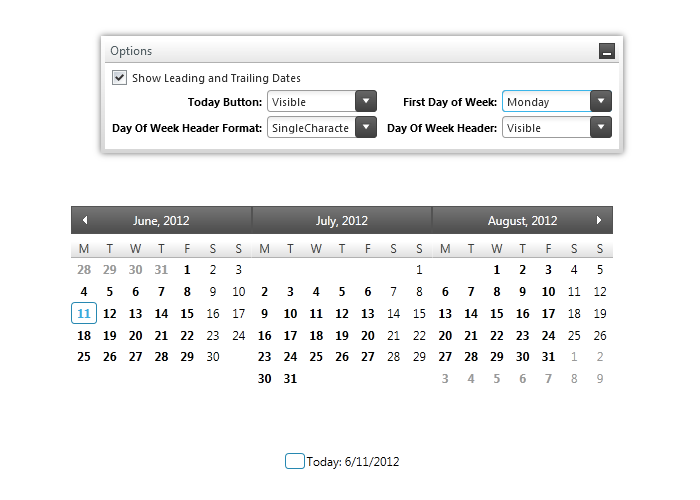 Options
Show Leading and Trailing Dates
Today Button: Visible First Day of Week: Monday
Day Of Week Header Format: SingleCharacte Day Of Week Header: Visible
June, 2012 July, 2012 August, 2012
M T W T F S S M T W T F S S M T W T F S S
28 29 30 31 1 2 3 1 1 2 3 4 5
4 5 6 7 8 9 10 2 3 4 5 6 7 8 6 7 8 9 10 11 12
11 12 13 14 15 16 17 9 10 11 12 13 14 15 13 14 15 16 17 18 19
18 19 20 21 22 23 24 16 17 18 19 20 21 22 20 21 22 23 24 25 26
25 26 27 28 29 30 23 24 25 26 27 28 29 27 28 29 30 31 1 2
30 31 3 4 5 6 7 8 9
Today: 6/11/2012